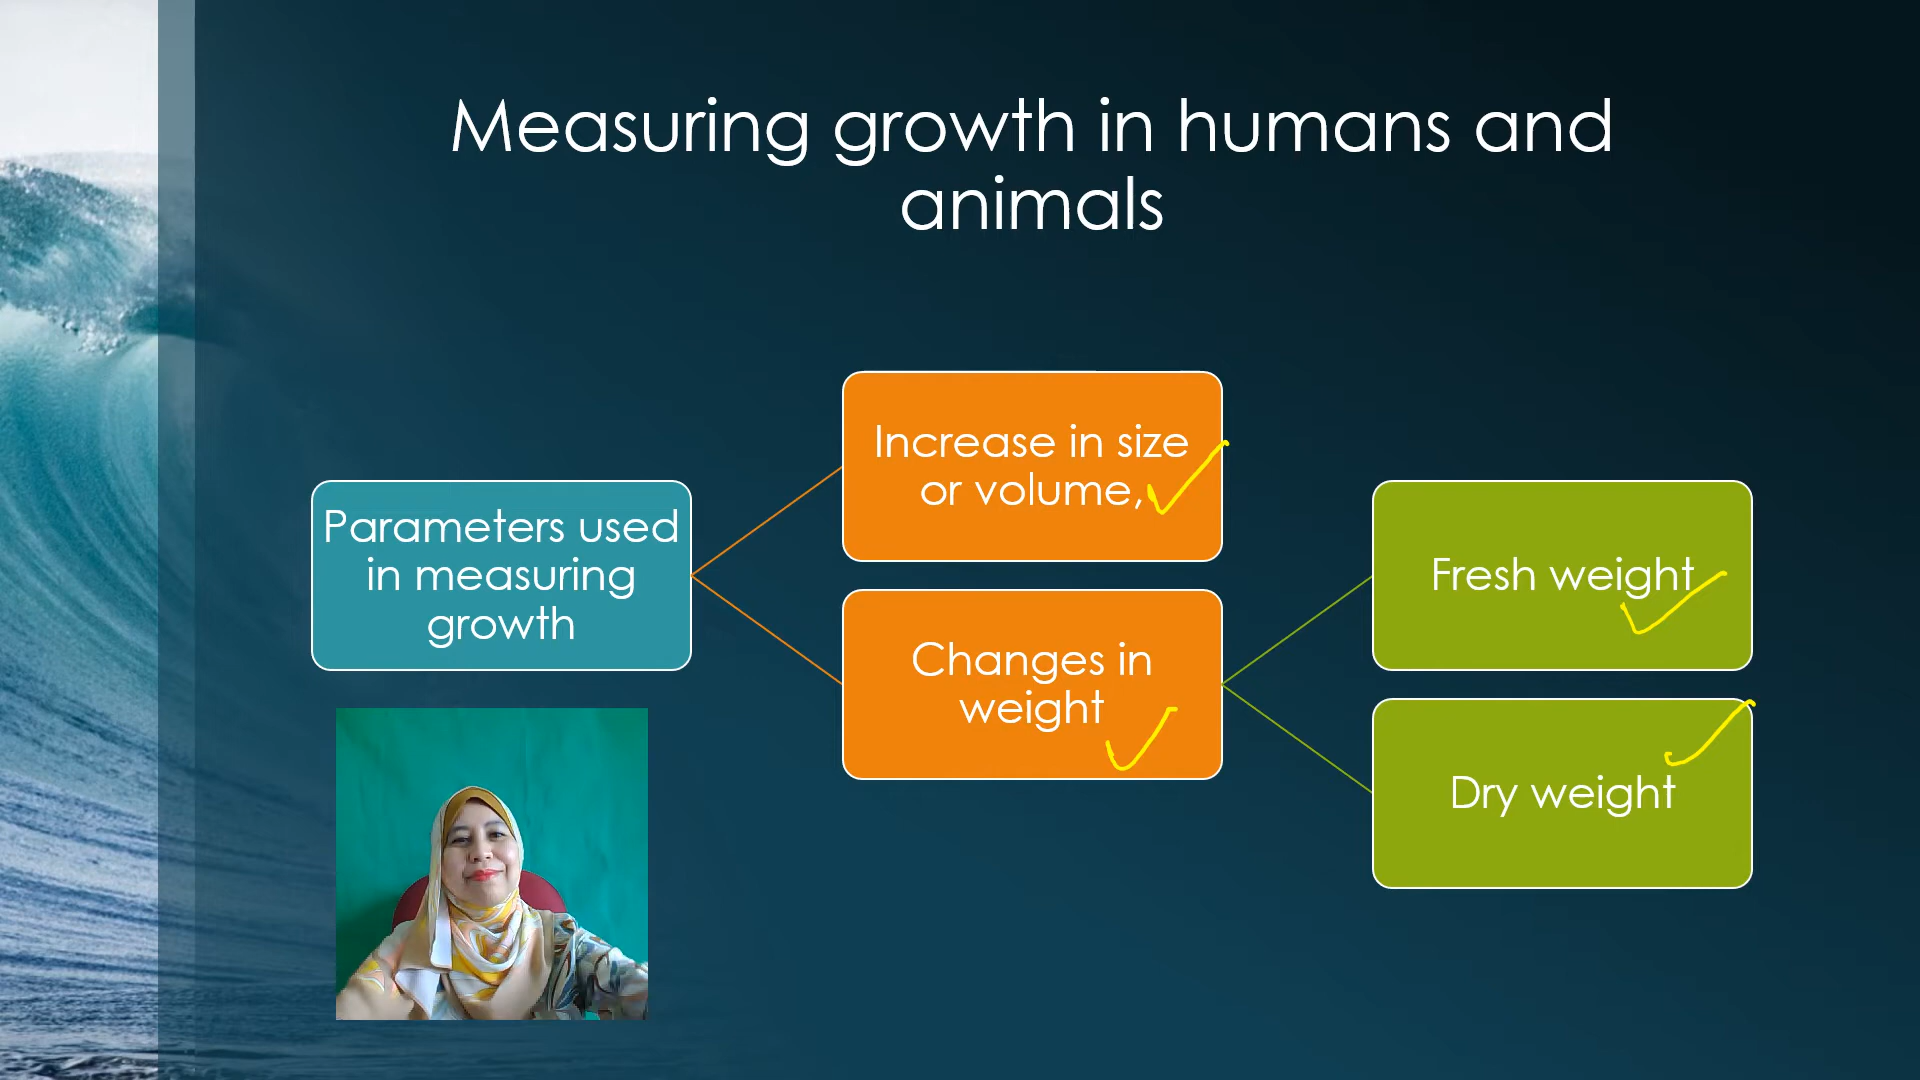 Measuring growth in humans and
animals
Parameters used
in measuring
growth
Increase in size
or volume,
Changes in
weight
Fresh weight
Dry weight